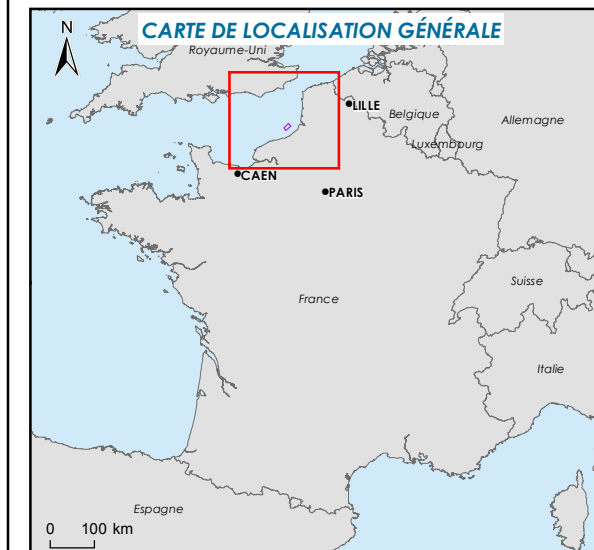 CARTE DE LOCALISATION GÉNÉRALE
N
Royaume-Uni
LILLE
Belgique
Allemagne
Luxembourg
CAEN
PARIS
Suisse
France
Italie
Espagne
0 100 km